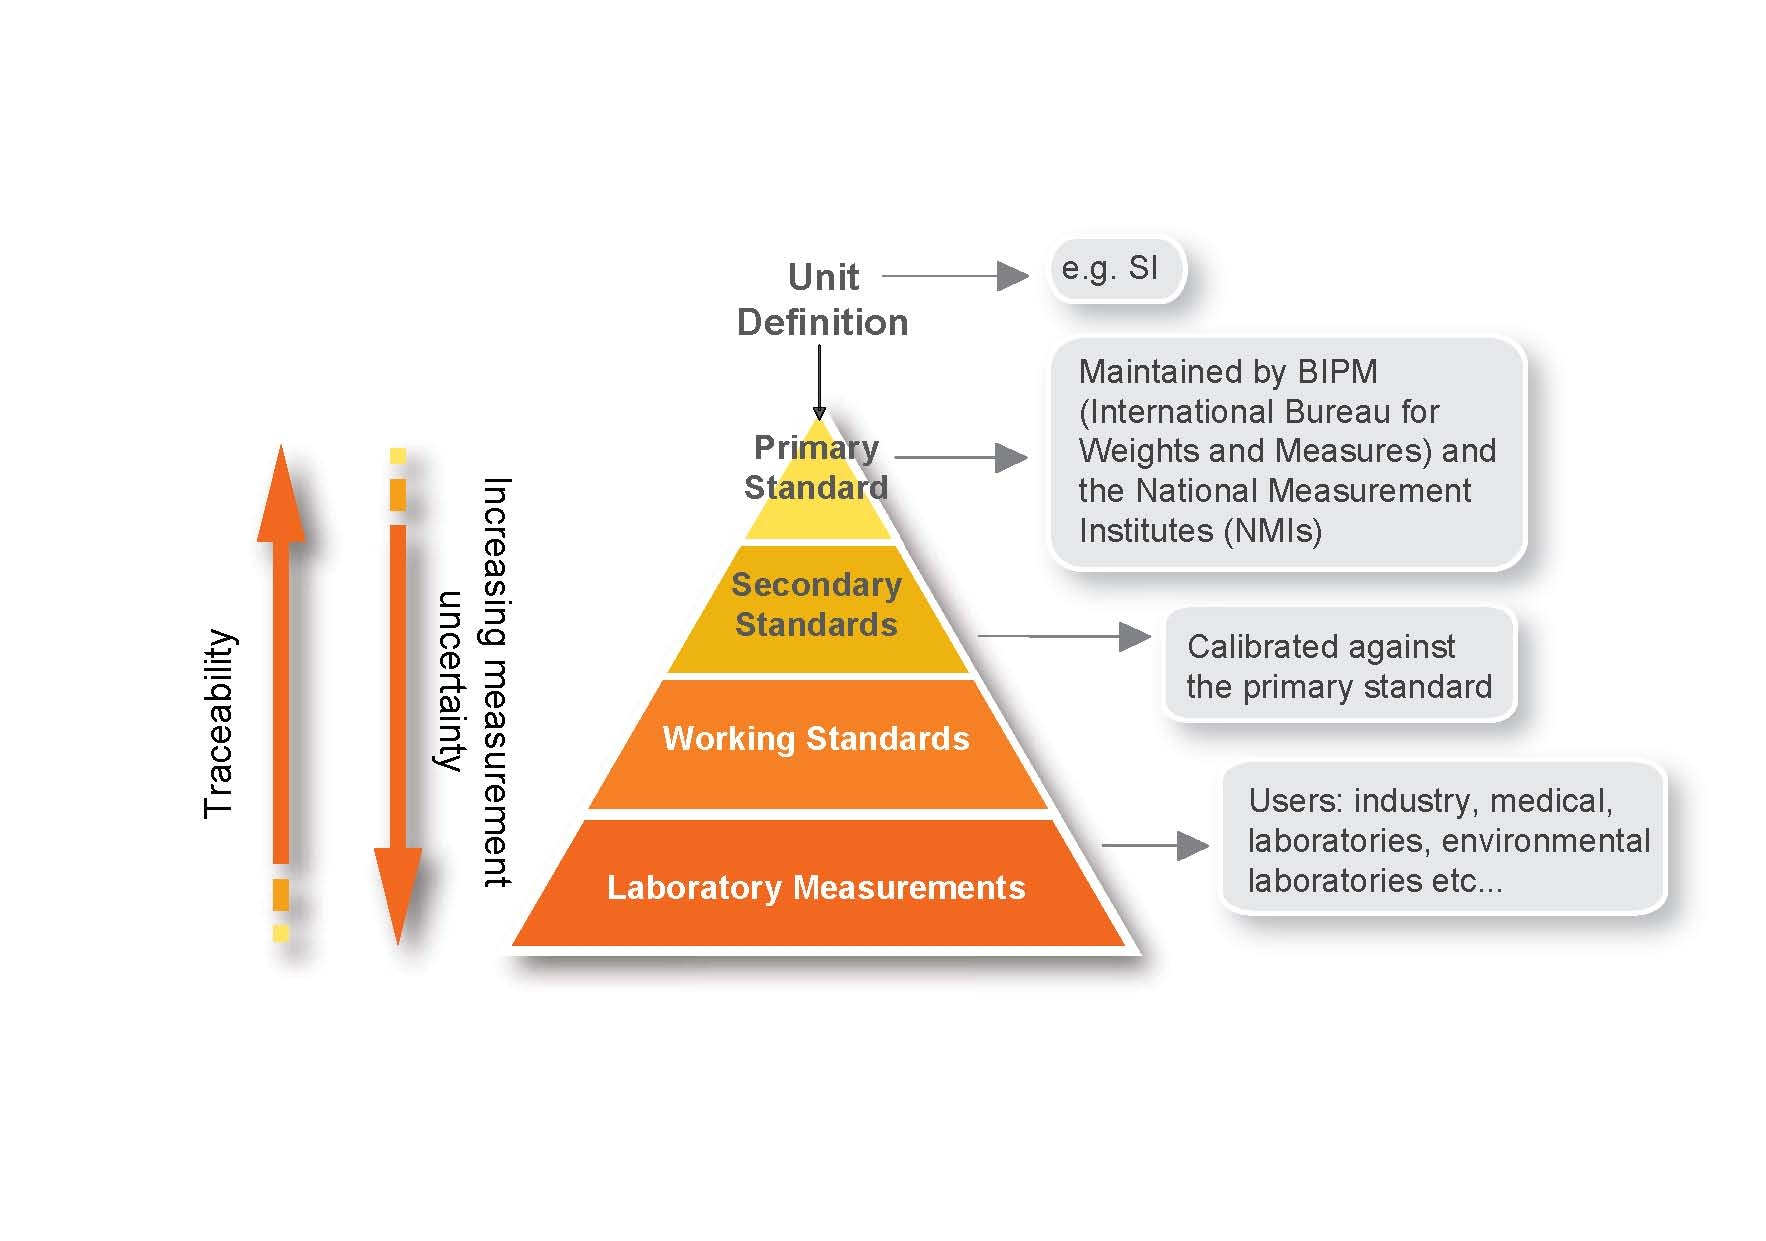 Unit
Definition
e.g. SI
Maintained by BIPM
(International Bureau for
Weights and Measures) and
the National Measurement
Institutes (NMIs)
Primary
Standard
Secondary
Standards
Calibrated against
the primary standard
Working Standards
Laboratory Measurements
Users: industry, medical,
laboratories, environmental
laboratories etc...
Traceability
Increasing measurement
uncertainty